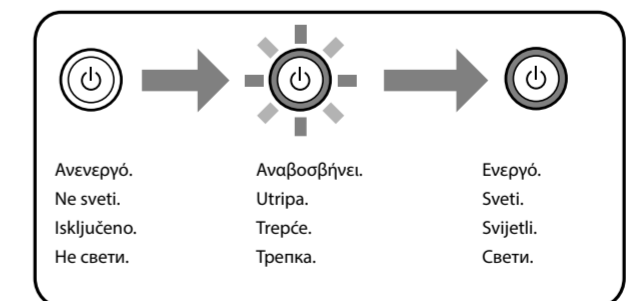 Ανενεργό.
Ne sveti.
Isključeno.
Не свети.
Αναβοσβήνει.
Utripa.
Trepće.
Трепка.
Ενεργό.
Sveti.
Svijetli.
Свети.